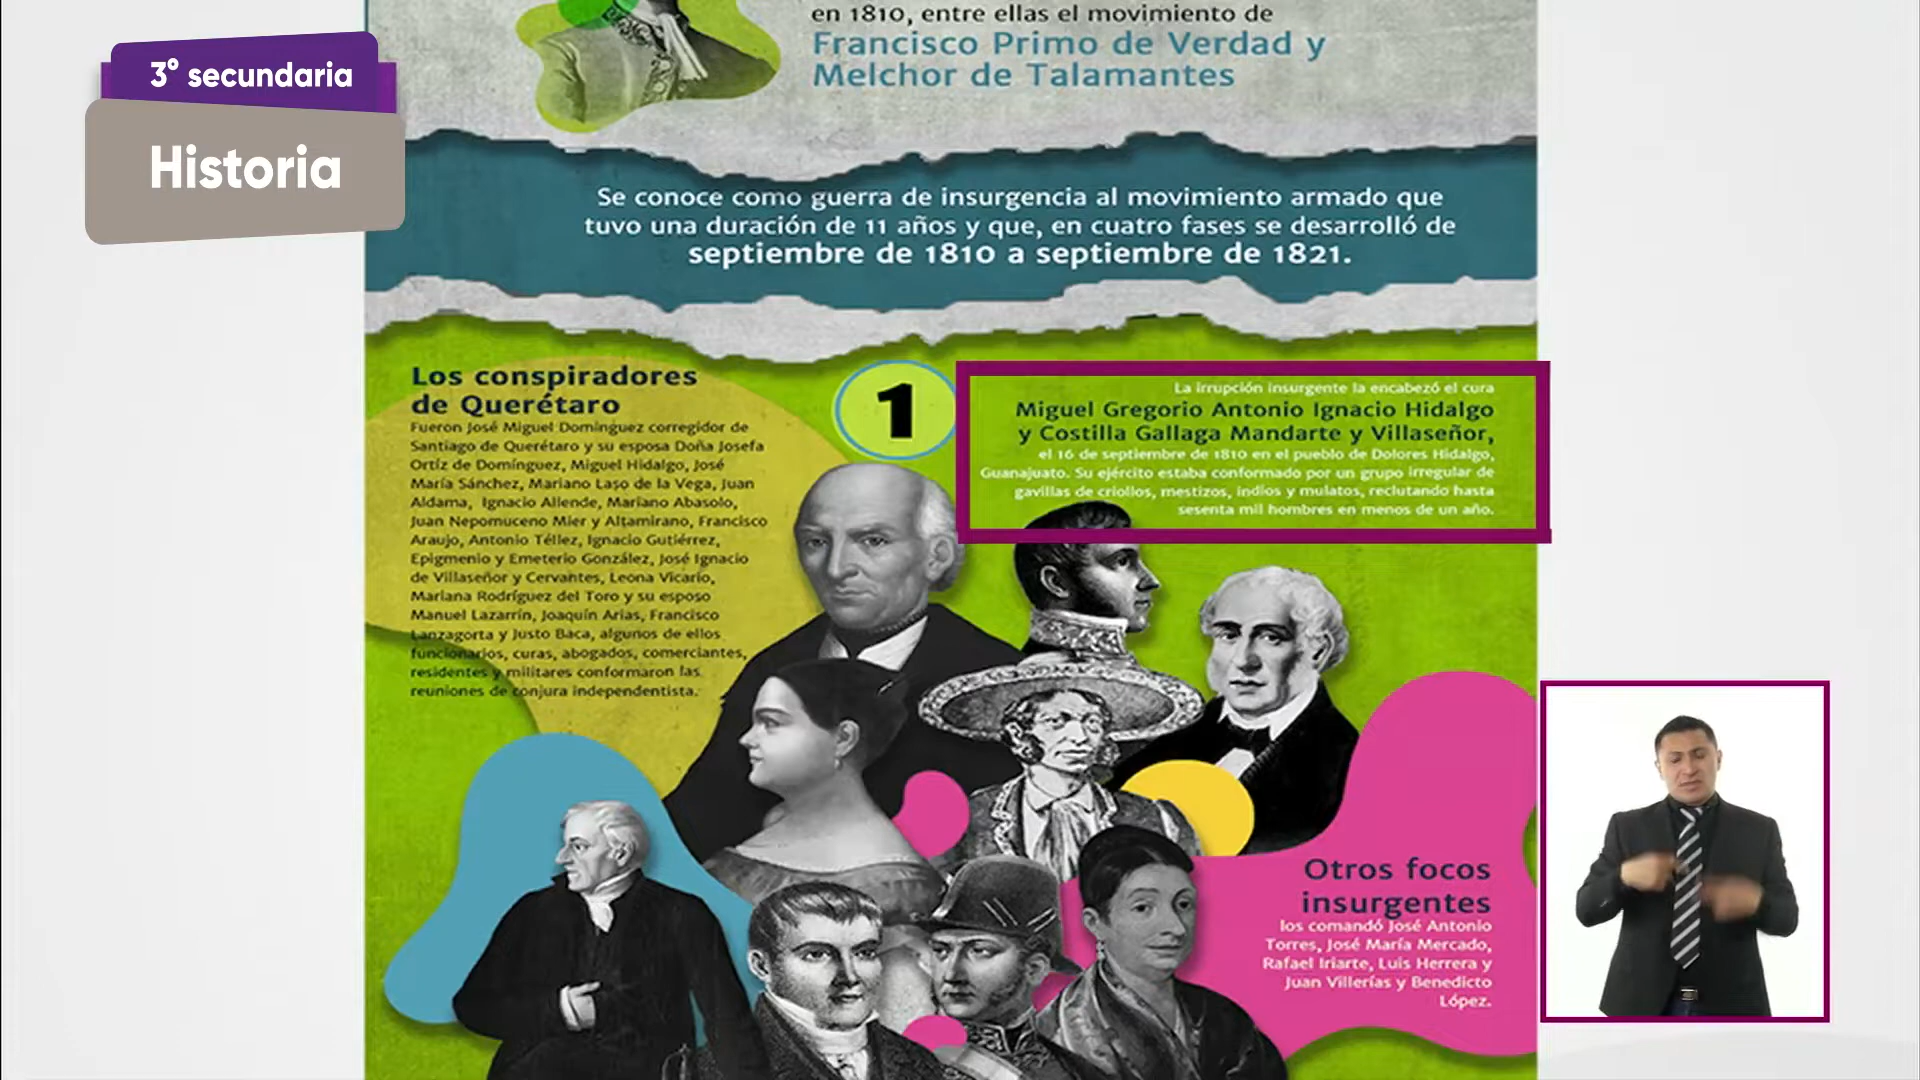 3° secundaria
Historia
en 1810, entre ellas el movimiento de
Francisco Primo de Verdad y
Melchor de Talamantes
Se conoce como guerra de insurgencia al movimiento armado que
tuvo una duración de 11 años y que, en cuatro fases se desarrolló de
septiembre de 1810 a septiembre de 1821.
Los conspiradores
de Querétaro
Fueron José Miguel Domínguez corregidor de
Santiago de Querétaro y su esposa Doña Josefa
Ortíz de Domínguez, Miguel Hidalgo, José
María Sánchez, Mariano Laso de la Vega, Juan
Aldama, Ignacio Allende, Mariano Abasolo,
Juan Nepomuceno Mier y Altamirano, Francisco
Araujo, Antonio Téllez, Ignacio Gutiérrez,
Epigmenio y Emeterio González, José Ignacio
de Villaseñor y Cervantes, Leona Vicario,
Mariana Rodríguez del Toro y su esposo
Manuel Lazarrín, Joaquín Arias, Francisco
Lanzagorta y Justo Baca, algunos de ellos
funcionarios, curas, abogados, comerciantes,
residentes y militares conformaron las
reuniones de conjura independentista.
1
La irrupción insurgente la encabezó el cura
Miguel Gregorio Antonio Ignacio Hidalgo
y Costilla Gallaga Mandarte y Villaseñor,
el 16 de septiembre de 1810 en el pueblo de Dolores Hidalgo,
Guanajuato. Su ejército estaba conformado por un grupo irregular de
gavillas de criollos, mestizos, indios y mulatos, reclutando hasta
sesenta mil hombres en menos de un año.
Otros focos
insurgentes
los comandó José Antonio
Torres, José María Mercado,
Rafael Iriarte, Luis Herrera y
Juan Villerías y Benedicto
López.